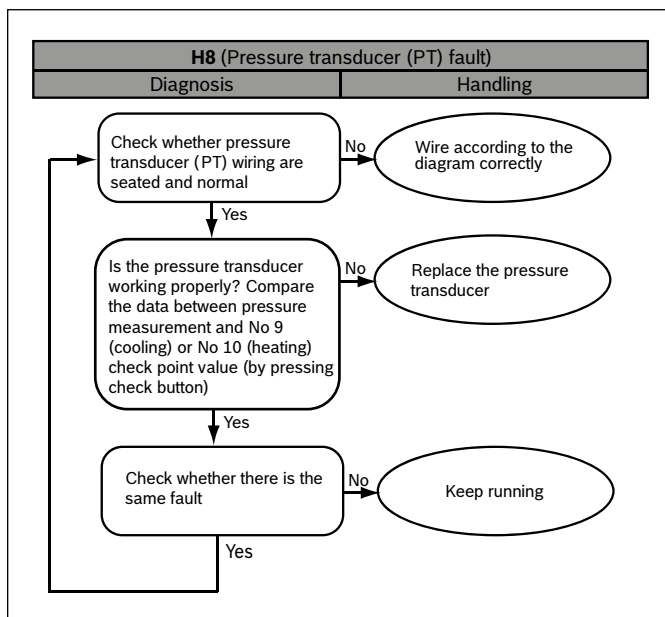 H8 (Pressure transducer (PT) fault)
Diagnosis
Handling
Check whether pressure
transducer (PT) wiring are
seated and normal
No
Wire according to the
diagram correctly
Yes
Is the pressure transducer
working properly? Compare
the data between pressure
measurement and No 9
(cooling) or No 10 (heating)
check point value (by pressing
check button)
No
Replace the pressure
transducer
Yes
Check whether there is the
same fault
No
Keep running
Yes